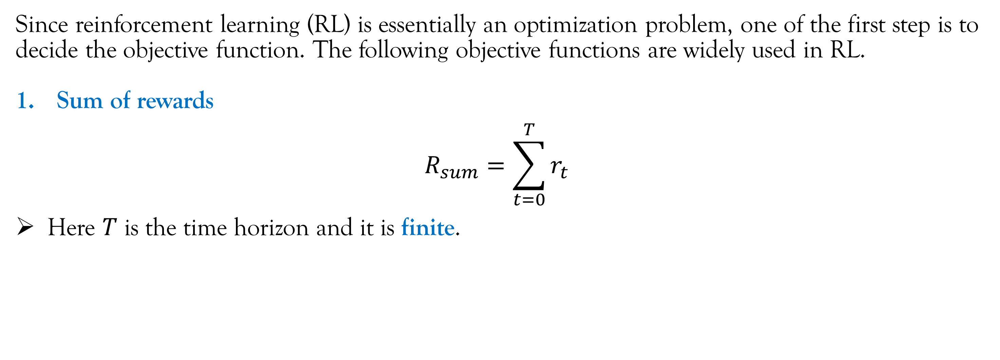 Since reinforcement learning (RL) is essentially an optimization problem, one of the first step is to
decide the objective function. The following objective functions are widely used in RL.
1. Sum of rewards
$R_{sum} = \sum_{t=0}^{T} r_t$
➢ Here $T$ is the time horizon and it is finite.